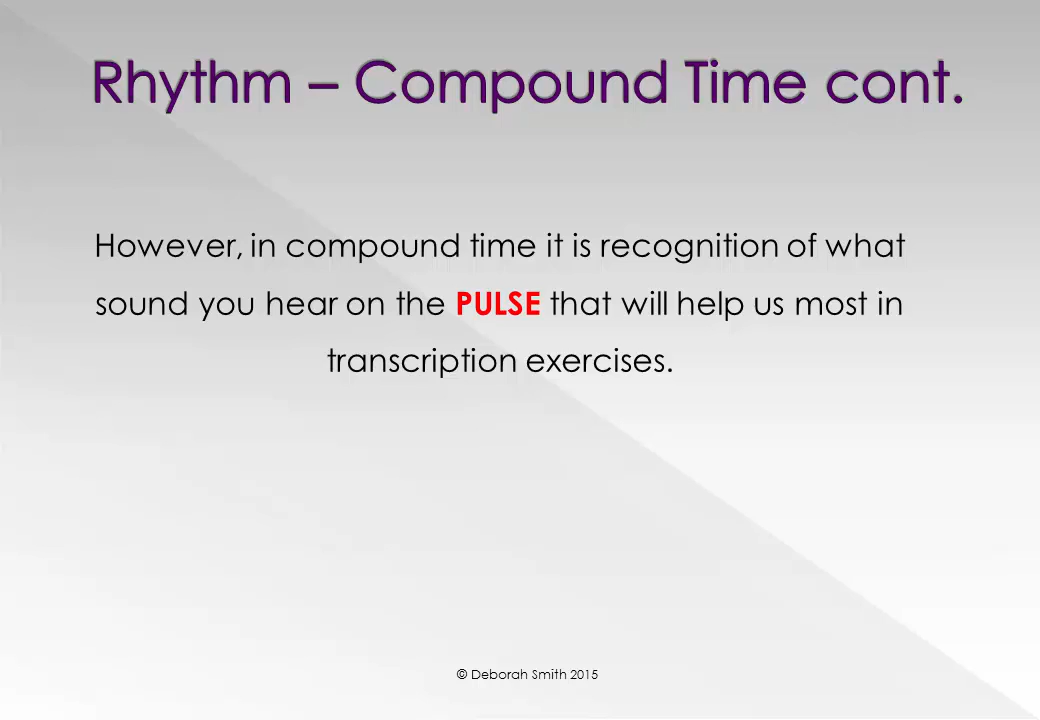 Rhythm – Compound Time cont.
However, in compound time it is recognition of what
sound you hear on the PULSE that will help us most in
transcription exercises.
© Deborah Smith 2015